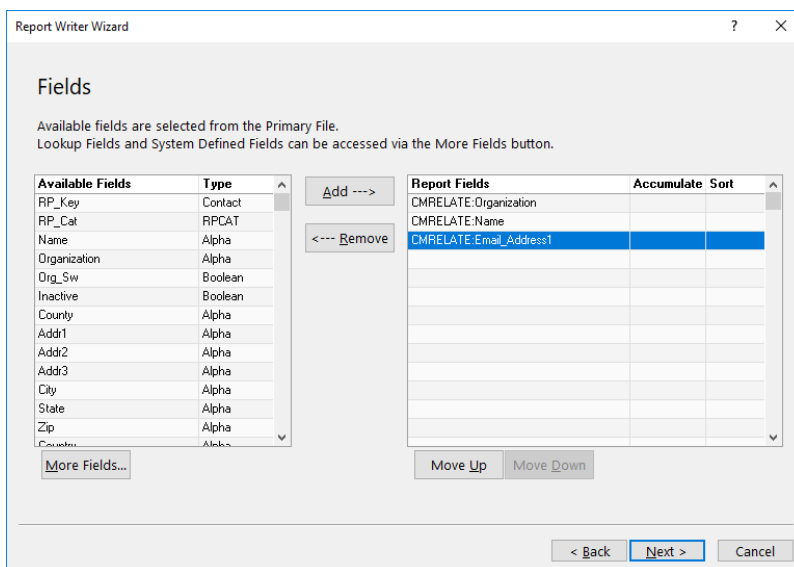 Report Writer Wizard ? ×
Fields
Available fields are selected from the Primary File.
Lookup Fields and System Defined Fields can be accessed via the More Fields button.
Available Fields Type
RP_Key Contact
RP_Cat RPCAT
Name Alpha
Organization Alpha
Org_Sw Boolean
Inactive Boolean
County Alpha
Addr1 Alpha
Addr2 Alpha
Addr3 Alpha
City Alpha
State Alpha
Zip Alpha
Country Alpha
More Fields...
Add --->
<--- Remove
Report Fields Accumulate Sort
CMRELATE:Organization
CMRELATE:Name
CMRELATE:Email_Address1
Move Up Move Down
< Back Next > Cancel